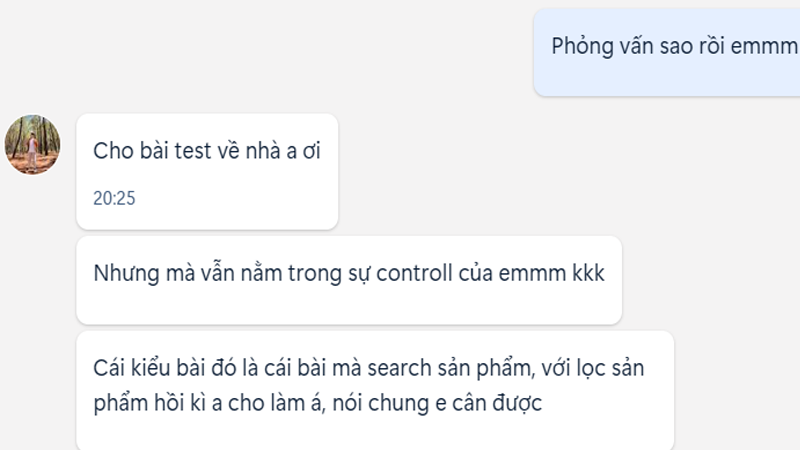 Phỏng vấn sao rồi emmm
Cho bài test về nhà a ơi
20:25
Nhưng mà vẫn nằm trong sự controll của emmm kkk
Cái kiểu bài đó là cái bài mà search sản phẩm, với lọc sản
phẩm hồi kì a cho làm á, nói chung e cân được